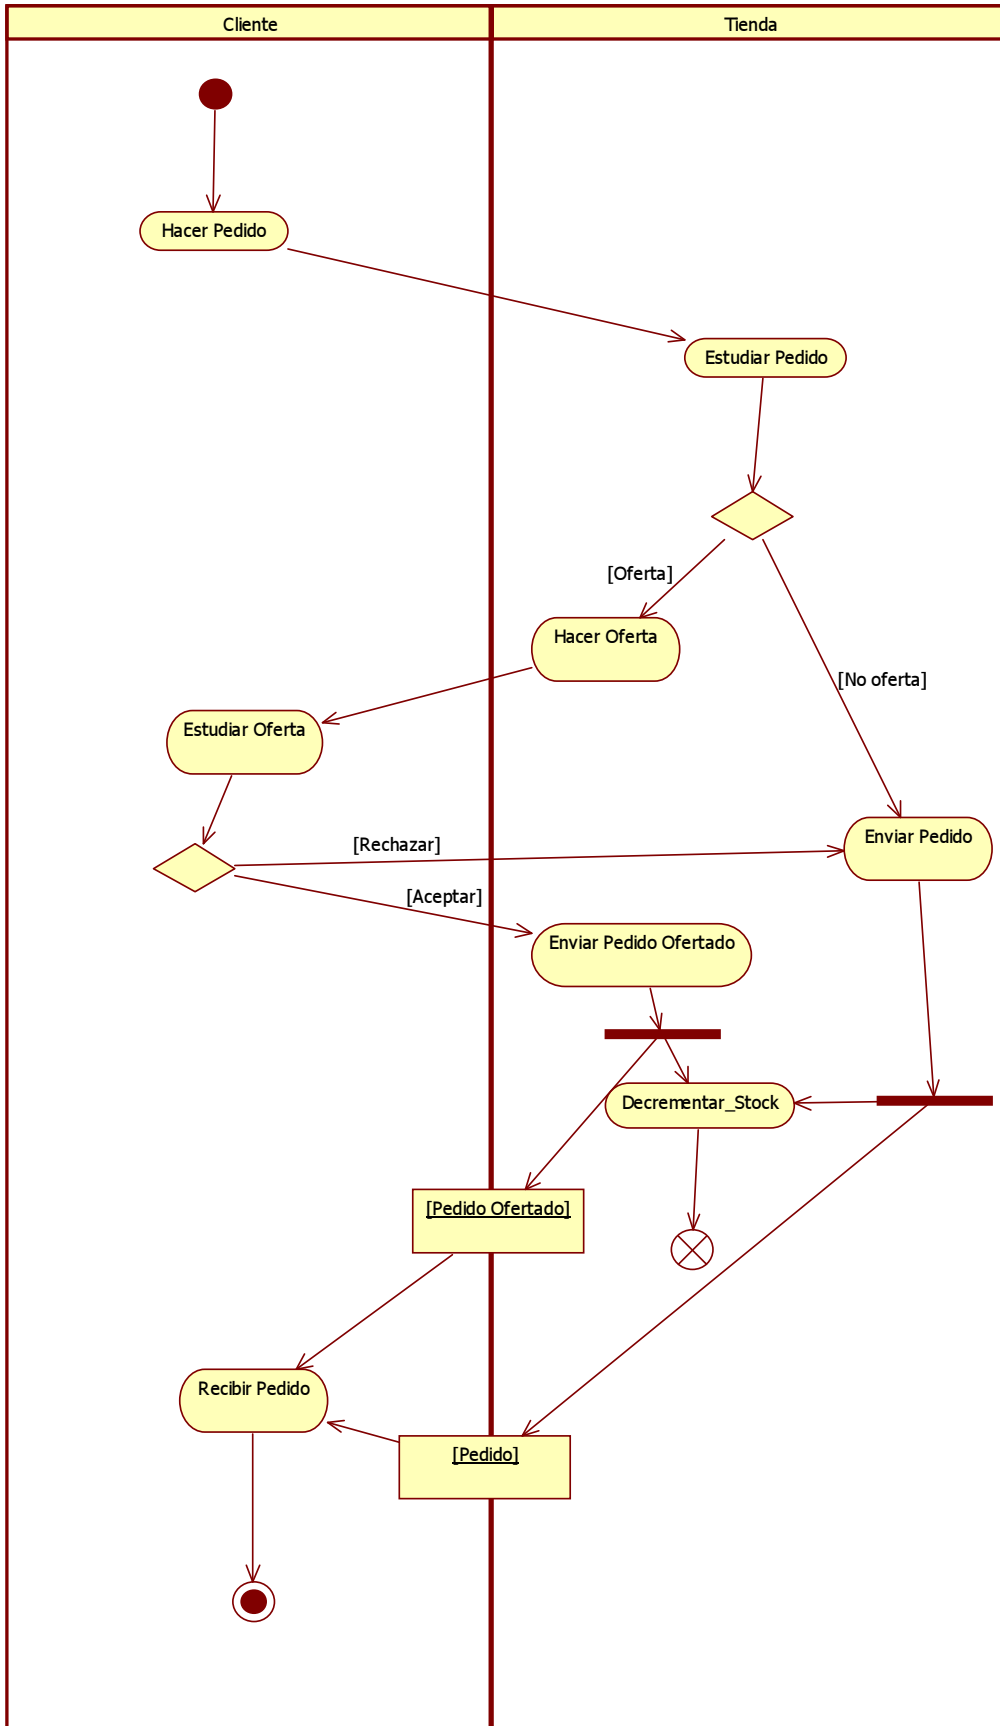 Cliente
Tienda
Hacer Pedido
Estudiar Pedido
[Oferta]
Hacer Oferta
[No oferta]
Estudiar Oferta
[Rechazar]
Enviar Pedido
[Aceptar]
Enviar Pedido Ofertado
Decrementar_Stock
[Pedido Ofertado]
Recibir Pedido
[Pedido]